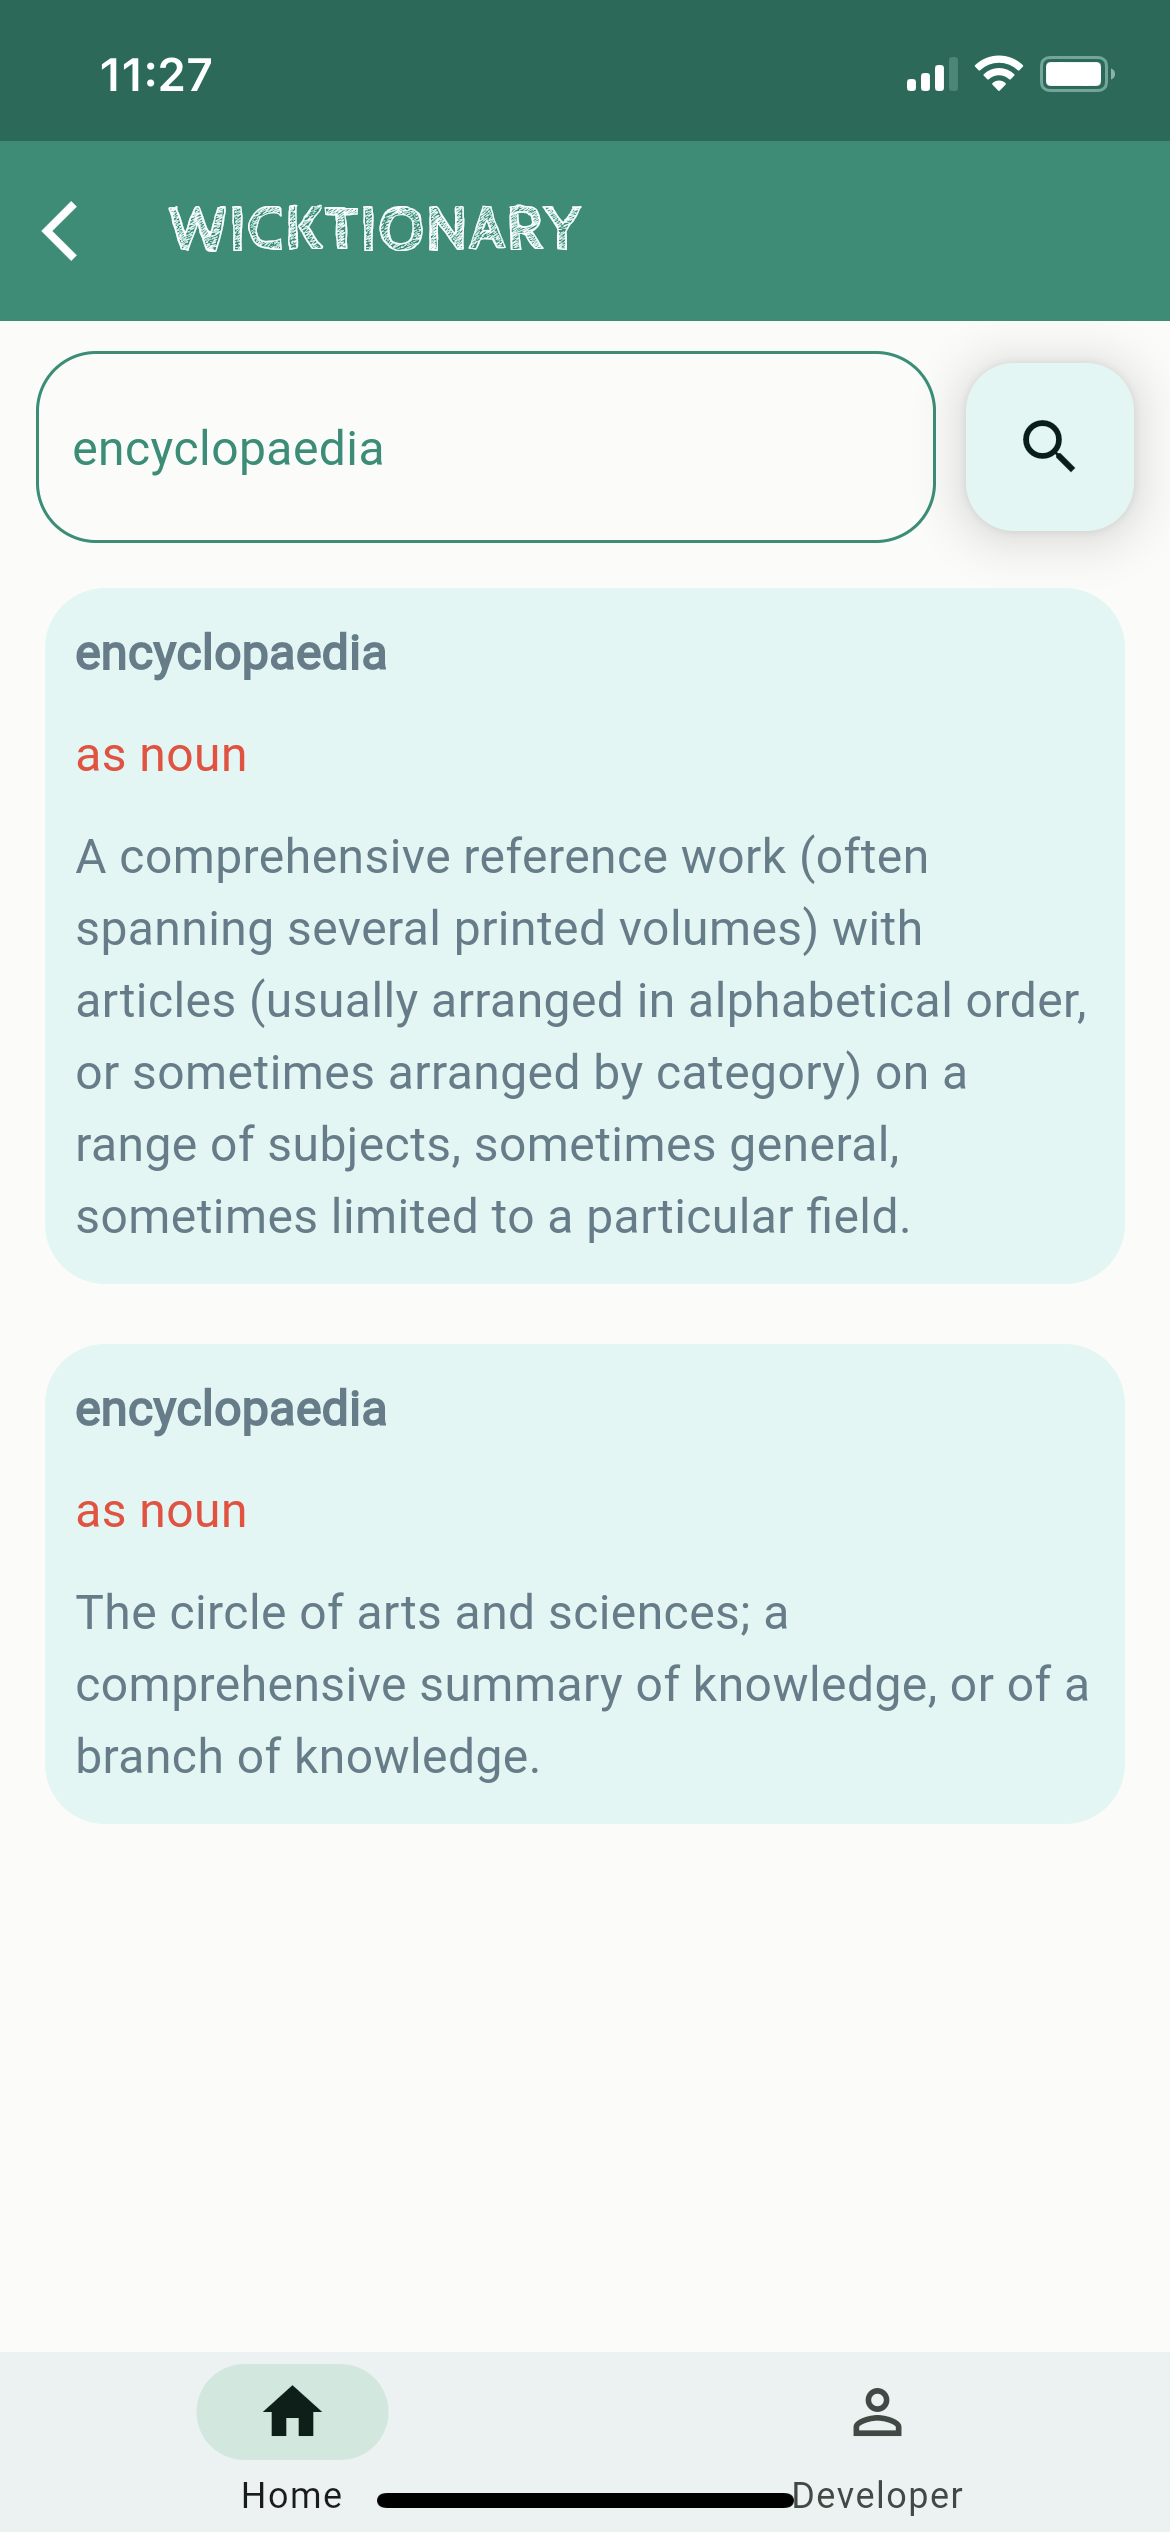 11:27
WICKTIONARY
encyclopaedia
encyclopaedia
as noun
A comprehensive reference work (often
spanning several printed volumes) with
articles (usually arranged in alphabetical order,
or sometimes arranged by category) on a
range of subjects, sometimes general,
sometimes limited to a particular field.
encyclopaedia
as noun
The circle of arts and sciences; a
comprehensive summary of knowledge, or of a
branch of knowledge.
Home
Developer